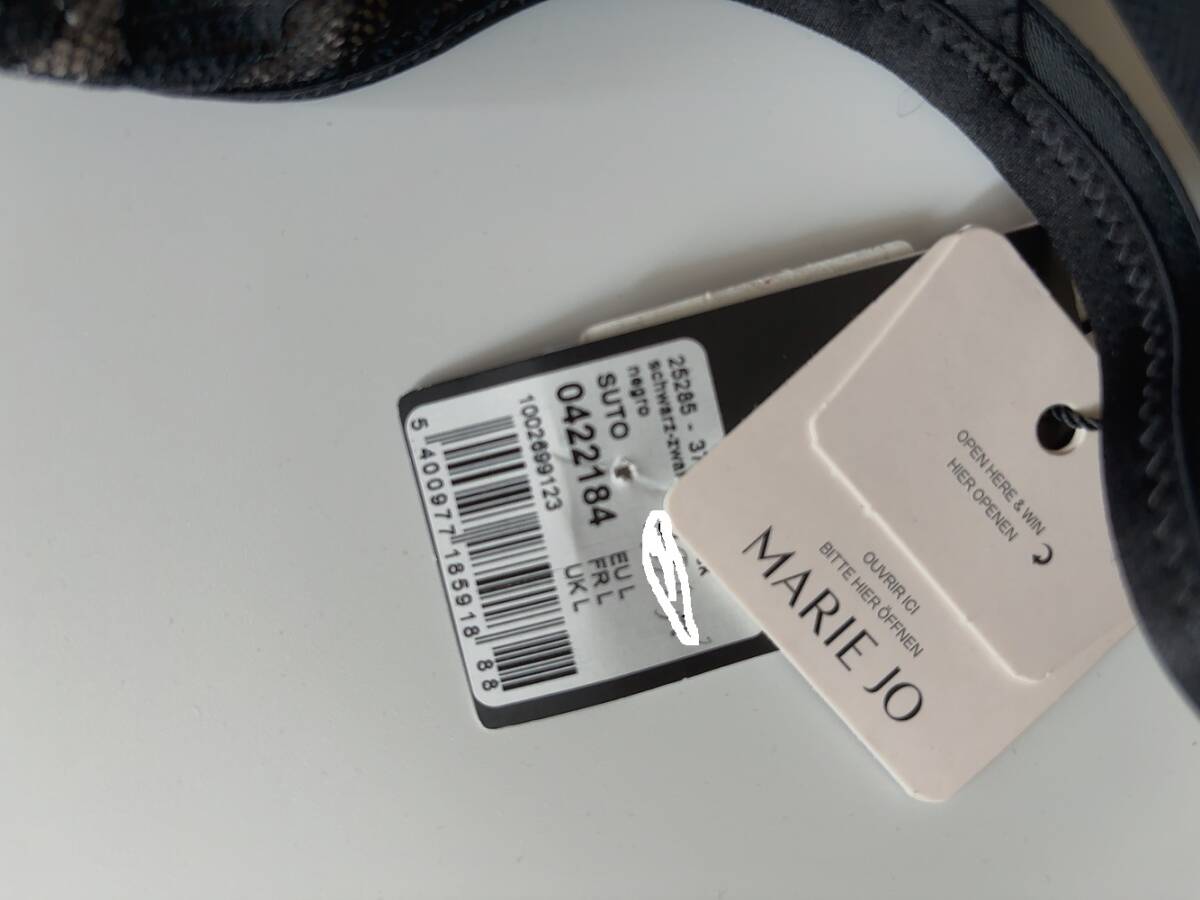 25285 - 37
schwarz-zwar
negro
SUTO
0422184
EU L
FR L
UK L
1002699123
5 400977 185918 88
OPEN HERE & WIN
HIER OPENEN
OUVRIR ICI
BITTE HIER ÖFFNEN
MARIE JO